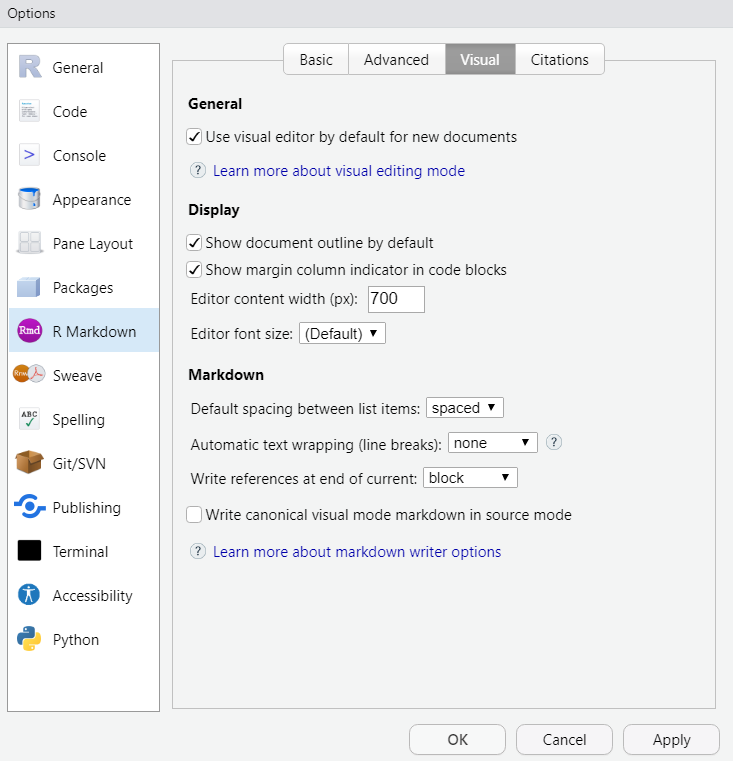 Options
General
Code
Console
Appearance
Pane Layout
Packages
Rmd R Markdown
Sweave
ABC Spelling
Git/SVN
Publishing
Terminal
Accessibility
Python
Basic Advanced Visual Citations
General
Use visual editor by default for new documents
? Learn more about visual editing mode
Display
Show document outline by default
Show margin column indicator in code blocks
Editor content width (px): 700
Editor font size: (Default)
Markdown
Default spacing between list items: spaced
Automatic text wrapping (line breaks): none ?
Write references at end of current: block
Write canonical visual mode markdown in source mode
? Learn more about markdown writer options
OK Cancel Apply